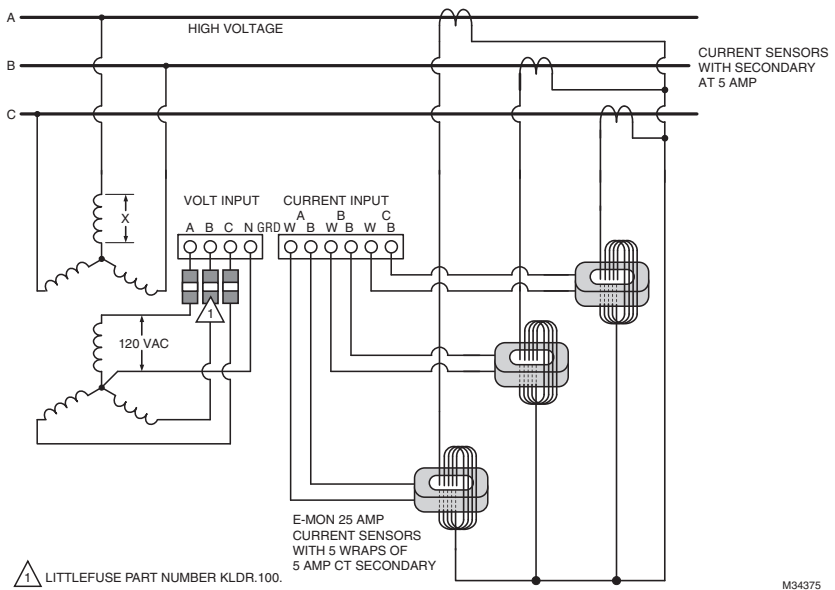 A
HIGH VOLTAGE
B
C
CURRENT SENSORS
WITH SECONDARY
AT 5 AMP
X
VOLT INPUT
A B C N GRD
CURRENT INPUT
A B C
W B W B W B
1
120 VAC
E-MON 25 AMP
CURRENT SENSORS
WITH 5 WRAPS OF
5 AMP CT SECONDARY
1 LITTLEFUSE PART NUMBER KLDR.100.
M34375